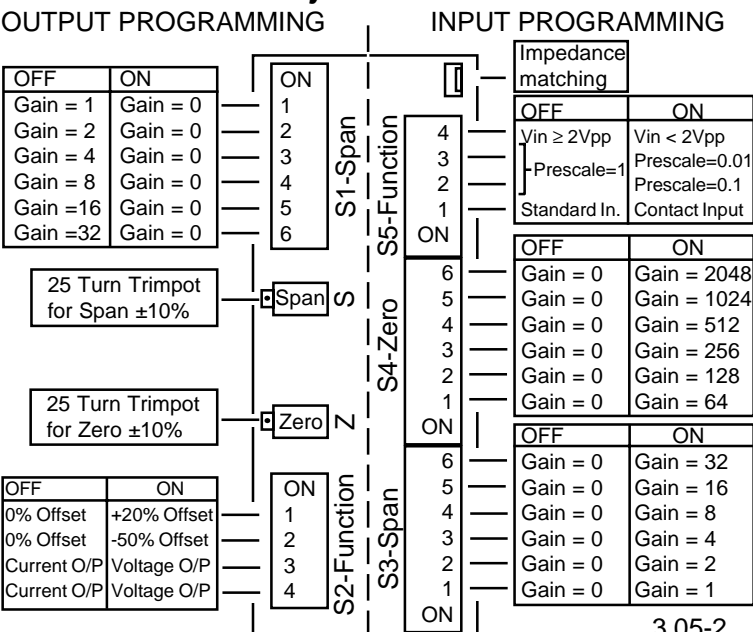 OUTPUT PROGRAMMING
INPUT PROGRAMMING
OFF ON
Gain = 1 Gain = 0
Gain = 2 Gain = 0
Gain = 4 Gain = 0
Gain = 8 Gain = 0
Gain =16 Gain = 0
Gain =32 Gain = 0
ON
1
2
3
4
5
6
S1-Span
25 Turn Trimpot
for Span ±10%
Span
S
25 Turn Trimpot
for Zero ±10%
Zero
Z
OFF ON
0% Offset +20% Offset
0% Offset -50% Offset
Current O/P Voltage O/P
Current O/P Voltage O/P
ON
1
2
3
4
S2-Function
Impedance
matching
S5-Function
4
3
2
1
ON
OFF ON
Vin ≥ 2Vpp Vin < 2Vpp
Prescale=1 Prescale=0.01
Prescale=0.1
Standard In. Contact Input
S4-Zero
6
5
4
3
2
1
ON
OFF ON
Gain = 0 Gain = 2048
Gain = 0 Gain = 1024
Gain = 0 Gain = 512
Gain = 0 Gain = 256
Gain = 0 Gain = 128
Gain = 0 Gain = 64
S3-Span
6
5
4
3
2
1
ON
OFF ON
Gain = 0 Gain = 32
Gain = 0 Gain = 16
Gain = 0 Gain = 8
Gain = 0 Gain = 4
Gain = 0 Gain = 2
Gain = 0 Gain = 1
3.05-2